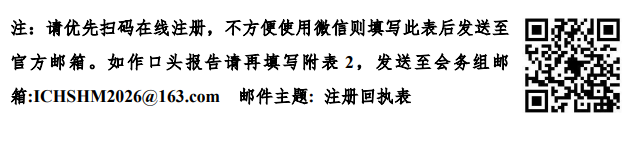 注：请优先扫码在线注册，不方便使用微信则填写此表后发送至
官方邮箱。如作口头报告请再填写附表 2，发送至会务组邮
箱:ICHSHM2026@163.com 邮件主题: 注册回执表